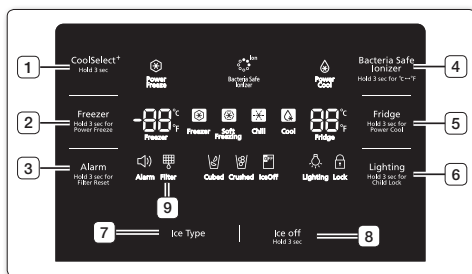 CoolSelect+
Hold 3 sec
Power
Freeze
Ion
Bacteria Safe
Ionizer
Power
Cool
Bacteria Safe
Ionizer
Hold 3 sec for °C↔°F
1
4
Freezer
Hold 3 sec for
Power Freeze
-88 °C
°F
Freezer
Freezer
Soft
Freezing
Chill
Cool
88 °C
°F
Fridge
Fridge
Hold 3 sec for
Power Cool
2
5
Alarm
Hold 3 sec for
Filter Reset
Alarm
Filter
Cubed
Crushed
IceOff
Lighting
Lock
Lighting
Hold 3 sec for
Child Lock
3
6
9
7
Ice Type
Ice off
Hold 3 sec
8